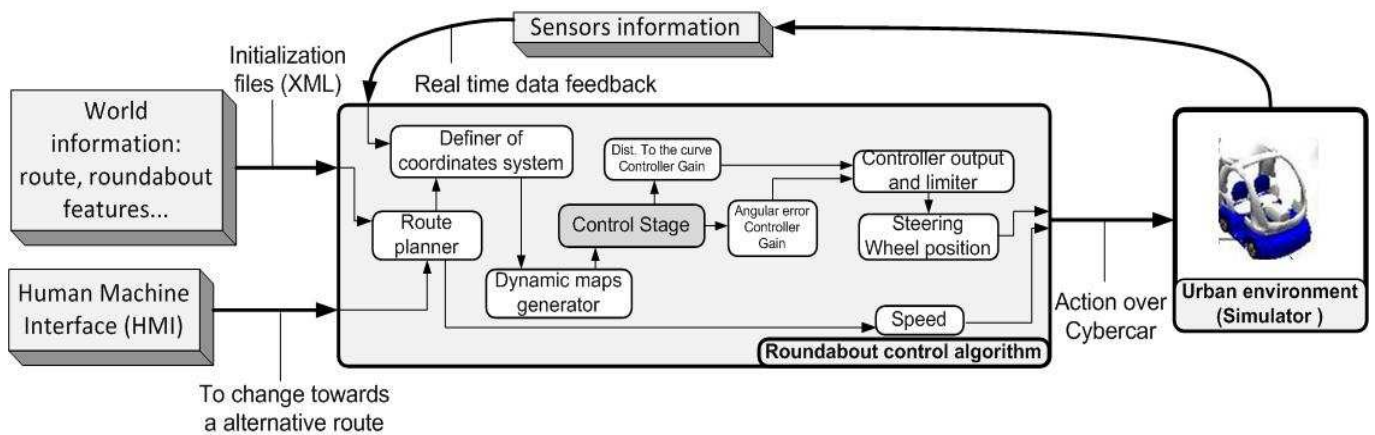 Sensors information
Initialization
files (XML)
Real time data feedback
World
information:
route, roundabout
features...
Definer of
coordinates system
Dist. To the curve
Controller Gain
Controller output
and limiter
Route
planner
Control Stage
Angular error
Controller
Gain
Steering
Wheel position
Dynamic maps
generator
Human Machine
Interface (HMI)
Speed
Roundabout control algorithm
Action over
Cybercar
Urban environment
(Simulator )
To change towards
a alternative route